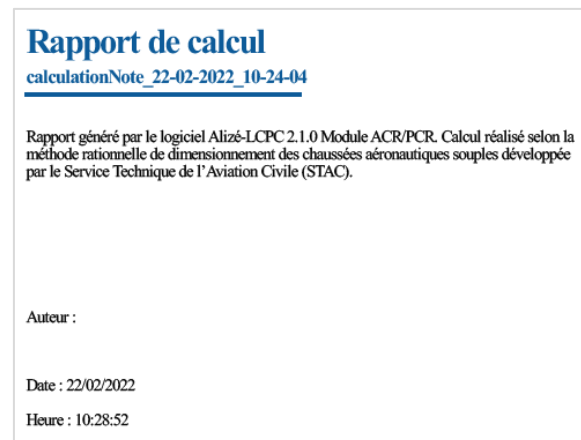 Rapport de calcul
calculationNote_22-02-2022_10-24-04
Rapport généré par le logiciel Alizé-LCPC 2.1.0 Module ACR/PCR. Calcul réalisé selon la
méthode rationnelle de dimensionnement des chaussées aéronautiques souples développée
par le Service Technique de l’Aviation Civile (STAC).
Auteur :
Date : 22/02/2022
Heure : 10:28:52